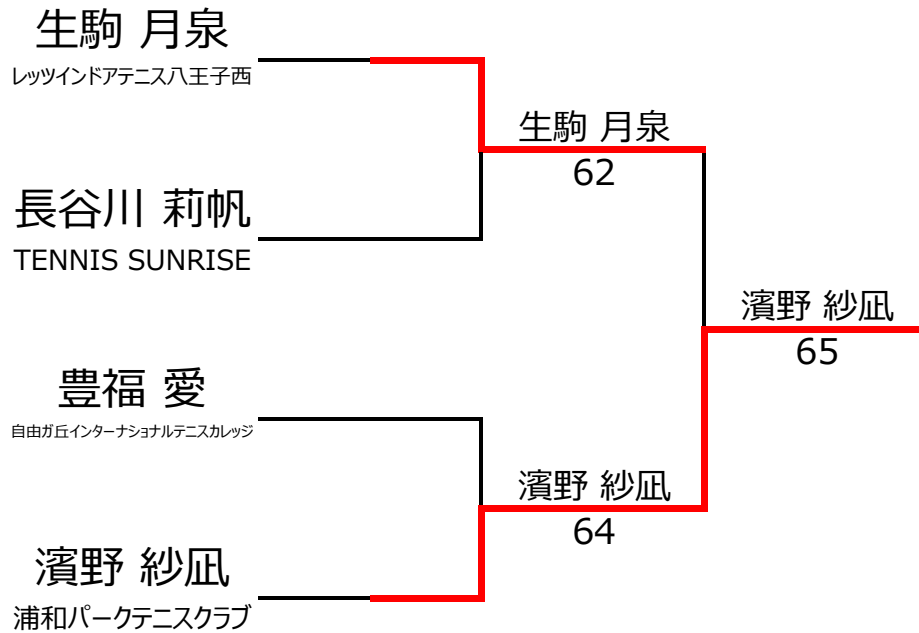 生駒 月泉
レッツインドアテニス八王子西
生駒 月泉
62
長谷川 莉帆
TENNIS SUNRISE
濱野 紗凪
65
豊福 愛
自由ガ丘インターナショナルテニスカレッジ
濱野 紗凪
64
濱野 紗凪
浦和パークテニスクラブ